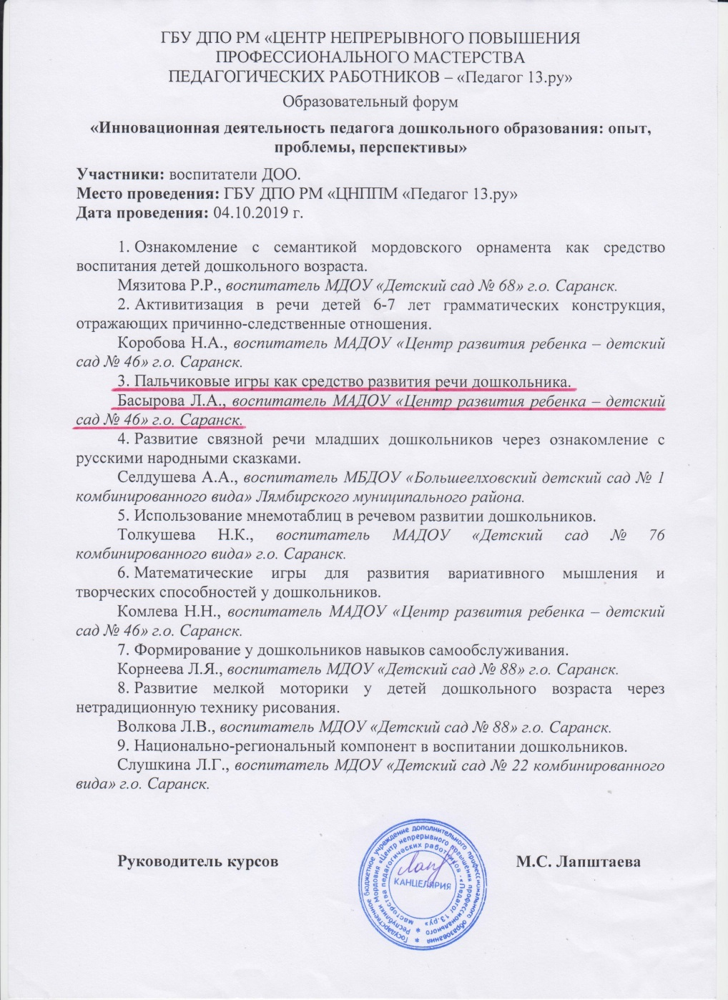 ГБУ ДПО РМ «ЦЕНТР НЕПРЕРЫВНОГО ПОВЫШЕНИЯ
ПРОФЕССИОНАЛЬНОГО МАСТЕРСТВА
ПЕДАГОГИЧЕСКИХ РАБОТНИКОВ – «Педагог 13.ру»
Образовательный форум
«Инновационная деятельность педагога дошкольного образования: опыт,
проблемы, перспективы»
Участники: воспитатели ДОО.
Место проведения: ГБУ ДПО РМ «ЦНППМ «Педагог 13.ру»
Дата проведения: 04.10.2019 г.
1. Ознакомление с семантикой мордовского орнамента как средство
воспитания детей дошкольного возраста.
Мязитова Р.Р., воспитатель МДОУ «Детский сад № 68» г.о. Саранск.
2. Активитизация в речи детей 6-7 лет грамматических конструкция,
отражающих причинно-следственные отношения.
Коробова Н.А., воспитатель МАДОУ «Центр развития ребенка – детский
сад № 46» г.о. Саранск.
3. Пальчиковые игры как средство развития речи дошкольника.
Басырова Л.А., воспитатель МАДОУ «Центр развития ребенка – детский
сад № 46» г.о. Саранск.
4. Развитие связной речи младших дошкольников через ознакомление с
русскими народными сказками.
Селдушева А.А., воспитатель МБДОУ «Большеелховский детский сад № 1
комбинированного вида» Лямбирского муниципального района.
5. Использование мнемотаблиц в речевом развитии дошкольников.
Толкушева Н.К., воспитатель МАДОУ «Детский сад № 76
комбинированного вида» г.о. Саранск.
6. Математические игры для развития вариативного мышления и
творческих способностей у дошкольников.
Комлева Н.Н., воспитатель МАДОУ «Центр развития ребенка – детский
сад № 46» г.о. Саранск.
7. Формирование у дошкольников навыков самообслуживания.
Корнеева Л.Я., воспитатель МДОУ «Детский сад № 88» г.о. Саранск.
8. Развитие мелкой моторики у детей дошкольного возраста через
нетрадиционную технику рисования.
Волкова Л.В., воспитатель МДОУ «Детский сад № 88» г.о. Саранск.
9. Национально-региональный компонент в воспитании дошкольников.
Слушкина Л.Г., воспитатель МДОУ «Детский сад № 22 комбинированного
вида» г.о. Саранск.
Руководитель курсов М.С. Лапштаева
Государственное бюджетное учреждение дополнительного профессионального образования
Республики Мордовия «Центр непрерывного повышения профессионального
мастерства педагогических работников - «Педагог 13.ру»
КАНЦЕЛЯРИЯ